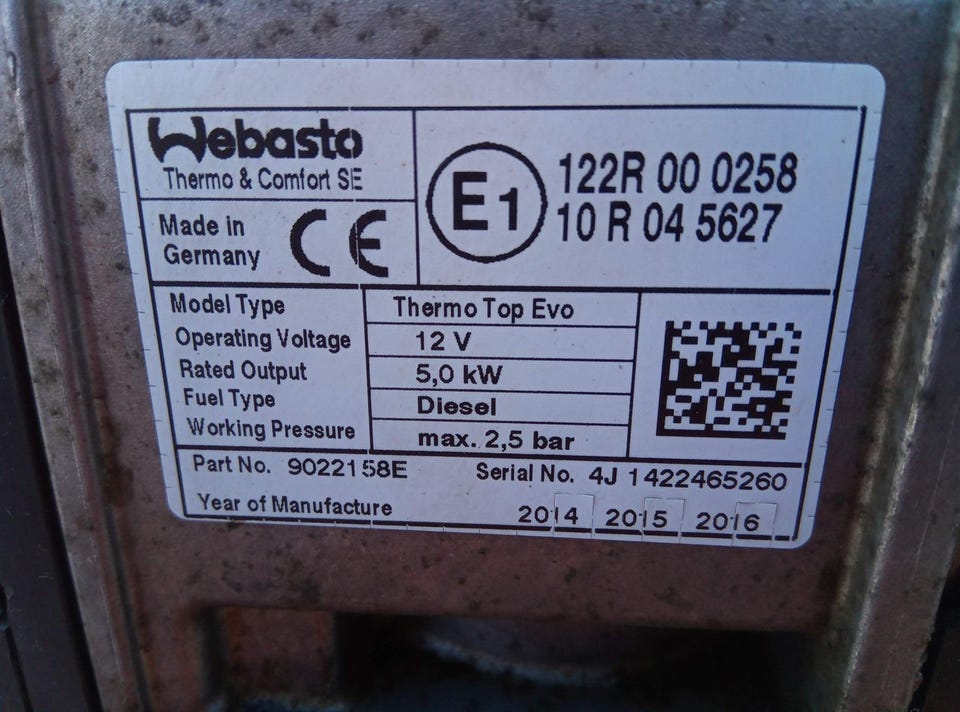 Webasto
Thermo & Comfort SE
Made in
Germany
CE
E1
122R 00 0258
10 R 04 5627
Model Type Thermo Top Evo
Operating Voltage 12 V
Rated Output 5,0 kW
Fuel Type Diesel
Working Pressure max. 2,5 bar
Part No. 9022158E Serial No. 4J 1422465260
Year of Manufacture 2014 2015 2016